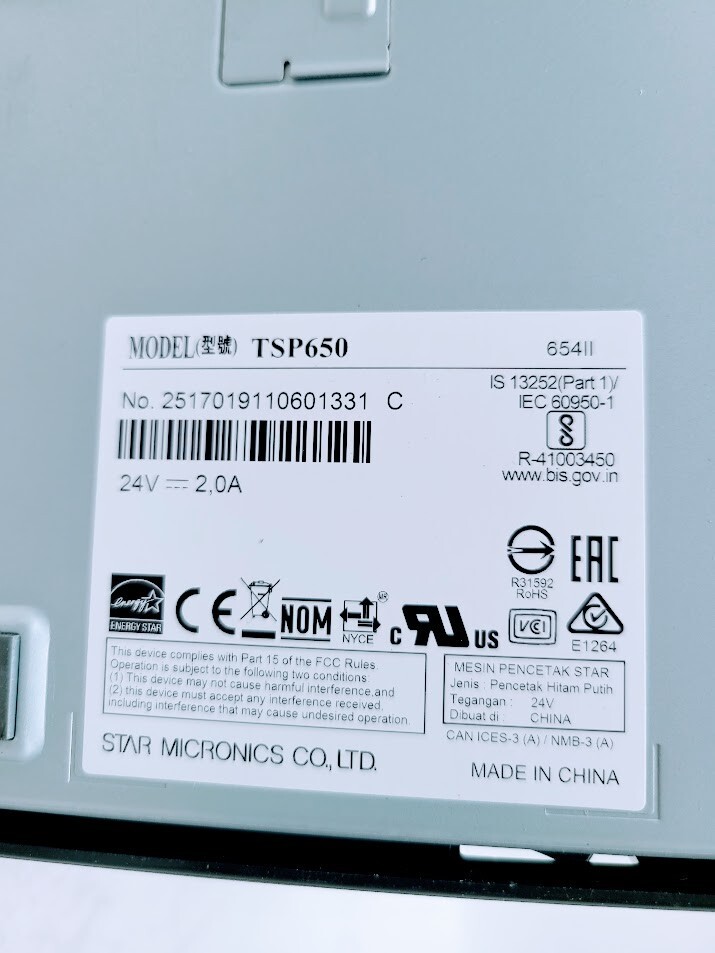 MODEL(型號) TSP650 654II
No. 2517019110601331 C
IS 13252(Part 1)/
IEC 60950-1
R-41003450
www.bis.gov.in
24V ⎓ 2,0A
R31592
RoHS
EAC
energy
ENERGY STAR
CE
NOM
NYCE
MR
c RU US
VCI
E1264
This device complies with Part 15 of the FCC Rules
Operation is subject to the following two conditions:
(1) This device may not cause harmful interference,and
(2) this device must accept any interference received,
including interference that may cause undesired operation.
MESIN PENCETAK STAR
Jenis : Pencetak Hitam Putih
Tegangan : 24V
Dibuat di : CHINA
CAN ICES-3 (A) / NMB-3 (A)
STAR MICRONICS CO., LTD.
MADE IN CHINA